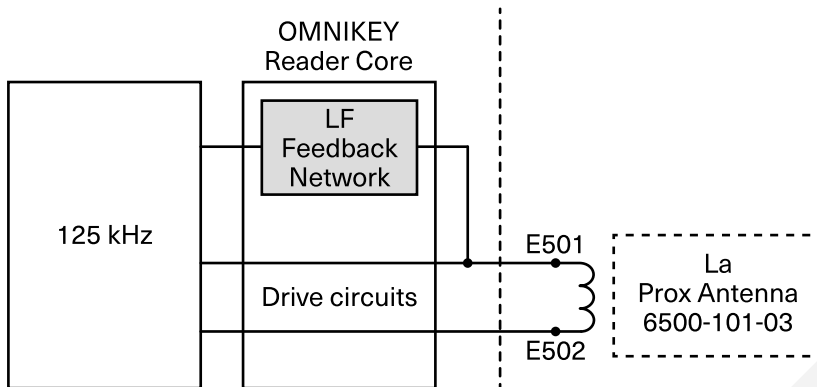 OMNIKEY
Reader Core
LF
Feedback
Network
125 kHz
E501
La
Prox Antenna
6500-101-03
Drive circuits
E502